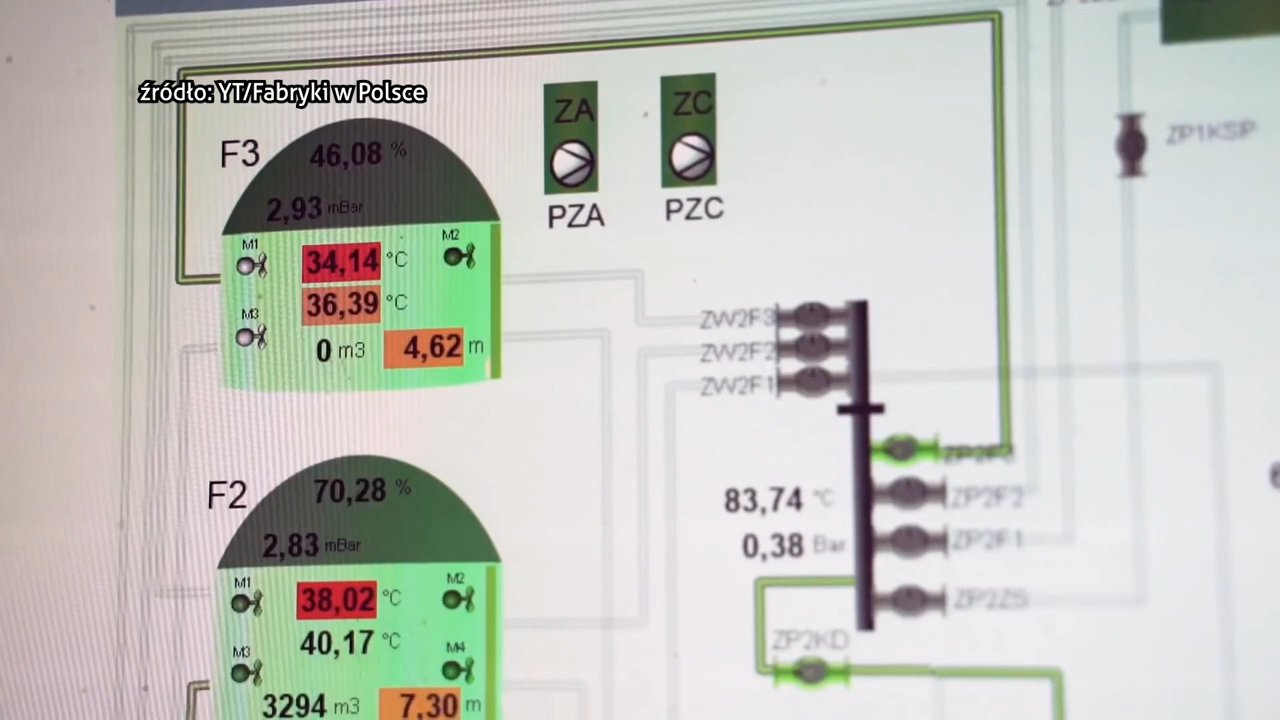 źródło: YT/Fabryki w Polsce
F3
46,08 %
2,93 mBar
M1
34,14 °C
M2
36,39 °C
M3
0 m3
4,62 m
ZA
PZA
ZC
PZC
ZP1KSP
ZW2F3
ZW2F2
ZW2F1
ZP2F2
ZP2F1
ZP2ZS
83,74 °C
0,38 Bar
ZP2KD
F2
70,28 %
2,83 mBar
M1
38,02 °C
M2
40,17 °C
M3
M4
3294 m3
7,30 m